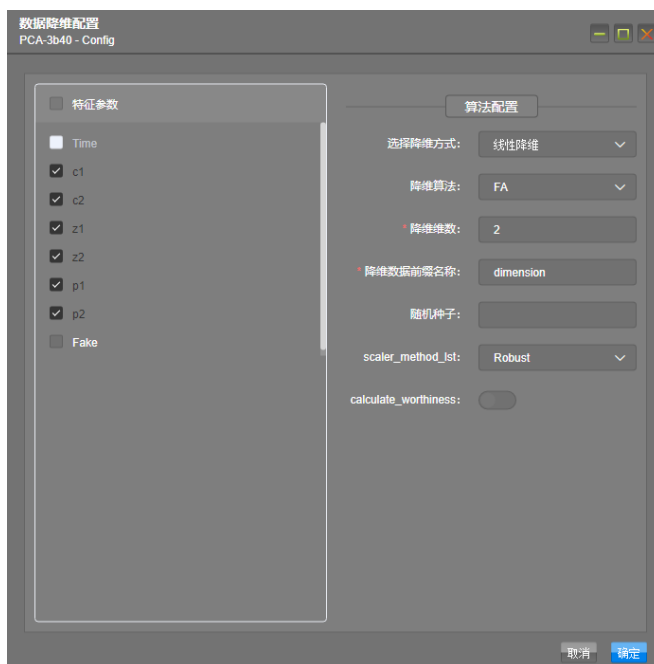 数据降维配置
PCA-3b40 - Config
特征参数
Time
c1
c2
z1
z2
p1
p2
Fake
算法配置
选择降维方式: 线性降维
降维算法: FA
* 降维维数: 2
* 降维数据前缀名称: dimension
随机种子:
scaler_method_lst: Robust
calculate_worthiness:
取消 确定